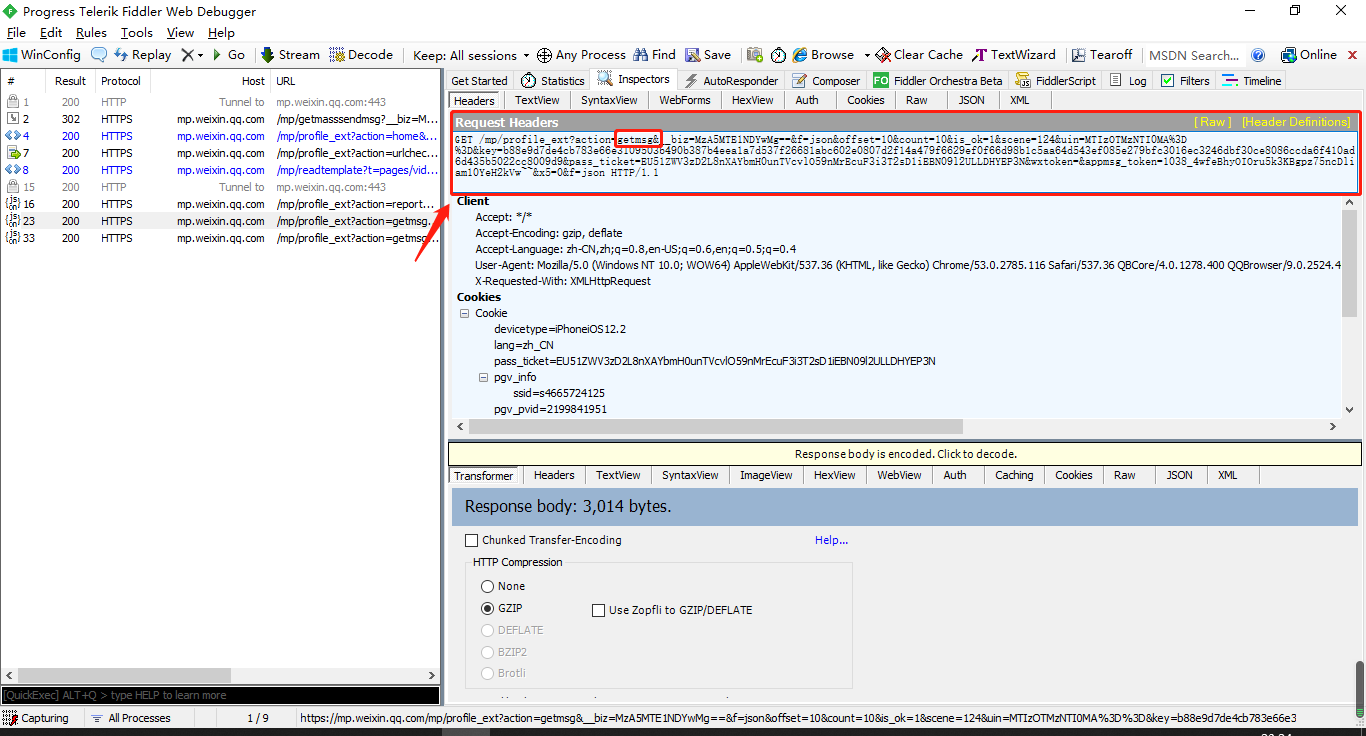 Progress Telerik Fiddler Web Debugger
File Edit Rules Tools View Help
WinConfig Replay Go Stream Decode Keep: All sessions Any Process Find Save Browse Clear Cache TextWizard Tearoff MSDN Search... Online
# Result Protocol Host URL
1 200 HTTP Tunnel to mp.weixin.qq.com:443
2 302 HTTPS mp.weixin.qq.com /mp/getmasssendmsg?__biz=M...
4 200 HTTPS mp.weixin.qq.com /mp/profile_ext?action=home&...
7 200 HTTPS mp.weixin.qq.com /mp/profile_ext?action=urlchec...
8 200 HTTPS mp.weixin.qq.com /mp/readtemplate?t=pages/vid...
15 200 HTTP Tunnel to mp.weixin.qq.com:443
16 200 HTTPS mp.weixin.qq.com /mp/profile_ext?action=report...
23 200 HTTPS mp.weixin.qq.com /mp/profile_ext?action=getmsg...
33 200 HTTPS mp.weixin.qq.com /mp/profile_ext?action=getmsg...
Get Started Statistics Inspectors AutoResponder Composer FO Fiddler Orchestra Beta FiddlerScript Log Filters Timeline
Headers TextView SyntaxView WebForms HexView Auth Cookies Raw JSON XML
Request Headers [ Raw ] [Header Definitions]
GET /mp/profile_ext?action=getmsg&__biz=MzA5MTE1NDYwMg==&f=json&offset=10&count=10&is_ok=1&scene=124&uin=MTIzOTMzNTI0MA%3D
%3D&key=b88e9d7de4cb783e66e3109503b490b387b4eea1a7d537f26681abc602e0807d2f14a479f6629ef0f66d98b1c5aa64d543ef085e279bfc3016ec3246dbf30ce8086ccda6f410ad
6d435b5022cc8009d9&pass_ticket=EU51ZWV3zD2L8nXAYbmH0unTVcvlO59nMrEcuF3i3T2sD1iEBN09l2ULLDHYEP3N&wxtoken=&appmsg_token=1038_4wfeBhyOIOru5k3KBgpz75ncDli
am10YeH2kVw~~&x5=0&f=json HTTP/1.1
Client
Accept: */*
Accept-Encoding: gzip, deflate
Accept-Language: zh-CN,zh;q=0.8,en-US;q=0.6,en;q=0.5;q=0.4
User-Agent: Mozilla/5.0 (Windows NT 10.0; WOW64) AppleWebKit/537.36 (KHTML, like Gecko) Chrome/53.0.2785.116 Safari/537.36 QBCore/4.0.1278.400 QQBrowser/9.0.2524.4
X-Requested-With: XMLHttpRequest
Cookies
Cookie
devicetype=iPhoneiOS12.2
lang=zh_CN
pass_ticket=EU51ZWV3zD2L8nXAYbmH0unTVcvlO59nMrEcuF3i3T2sD1iEBN09l2ULLDHYEP3N
pgv_info
ssid=s4665724125
pgv_pvid=2199841951
Response body is encoded. Click to decode.
Transformer Headers TextView SyntaxView ImageView HexView WebView Auth Caching Cookies Raw JSON XML
Response body: 3,014 bytes.
Chunked Transfer-Encoding Help...
HTTP Compression
None
GZIP Use Zopfli to GZIP/DEFLATE
DEFLATE
BZIP2
Brotli
[QuickExec] ALT+Q > type HELP to learn more
Capturing All Processes 1 / 9 https://mp.weixin.qq.com/mp/profile_ext?action=getmsg&__biz=MzA5MTE1NDYwMg==&f=json&offset=10&count=10&is_ok=1&scene=124&uin=MTIzOTMzNTI0MA%3D%3D&key=b88e9d7de4cb783e66e3